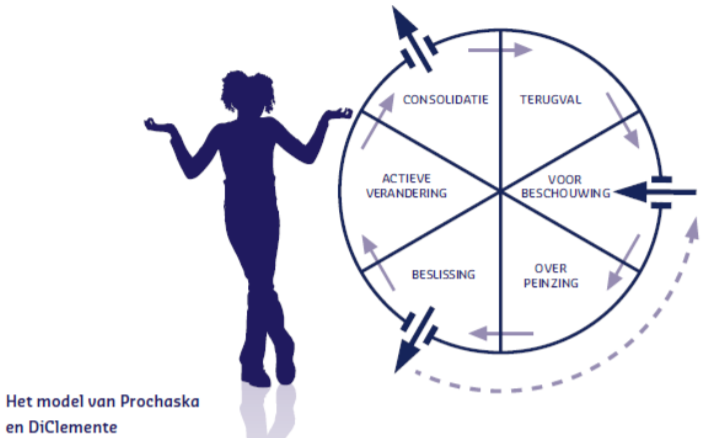 CONSOLIDATIE
TERUGVAL
ACTIEVE
VERANDERING
VOOR
BESCHOUWING
BESLISSING
OVER
PEINZING
Het model van Prochaska
en DiClemente